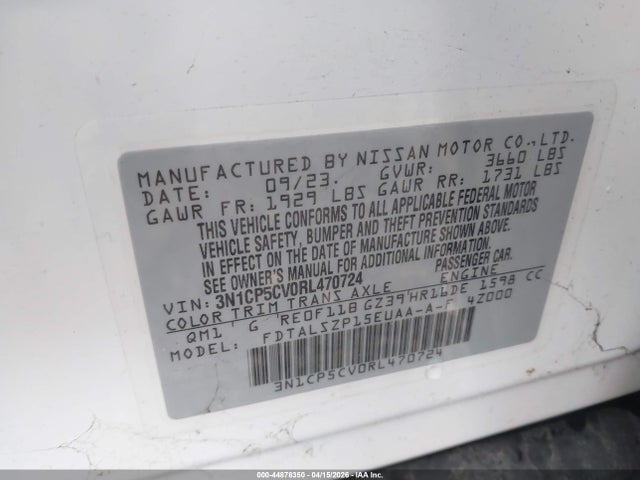 MANUFACTURED BY NISSAN MOTOR CO.,LTD.
DATE: 09/23. GVWR: 3660 LBS
GAWR FR: 1929 LBS GAWR RR: 1731 LBS
THIS VEHICLE CONFORMS TO ALL APPLICABLE FEDERAL MOTOR
VEHICLE SAFETY, BUMPER AND THEFT PREVENTION STANDARDS
IN EFFECT ON THE DATE OF MANUFACTURE SHOWN ABOVE.
SEE OWNER'S MANUAL FOR ADDITIONAL INFORMATION.
VIN: 3N1CP5CV0RL470724 PASSENGER CAR.
COLOR TRIM TRANS AXLE ENGINE
QM1' G 'RE0F11B GZ39'HR16DE 1598 CC
MODEL: FDTALSZP15EUAA-A-F 4Z000
3N1CP5CV0RL470724
000-44878350 - 04/15/2026 - IAA Inc.